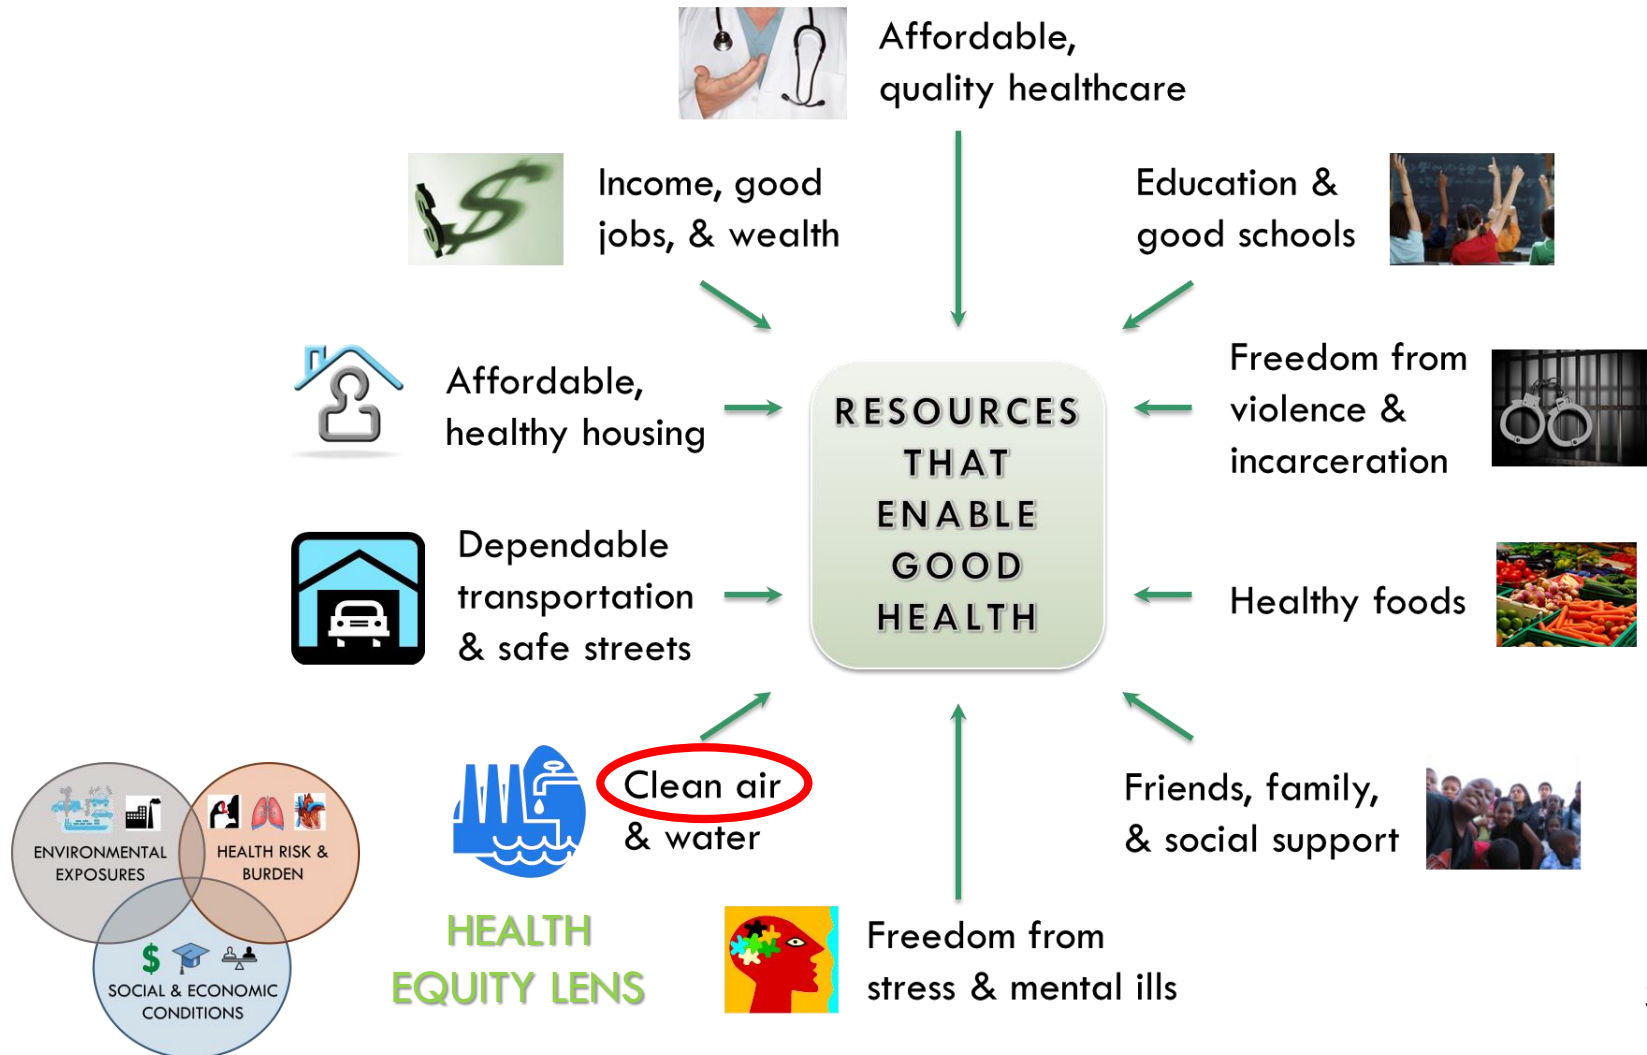 Affordable,
quality healthcare
Income, good
jobs, & wealth
Education &
good schools
Affordable,
healthy housing
RESOURCES
THAT
ENABLE
GOOD
HEALTH
Freedom from
violence &
incarceration
Dependable
transportation
& safe streets
Healthy foods
Clean air
& water
Friends, family,
& social support
ENVIRONMENTAL
EXPOSURES
HEALTH RISK &
BURDEN
SOCIAL & ECONOMIC
CONDITIONS
HEALTH
EQUITY LENS
Freedom from
stress & mental ills